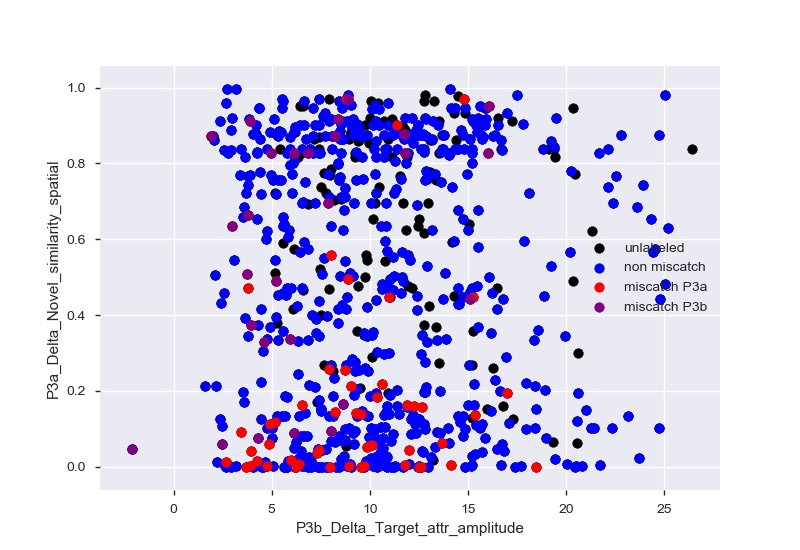 1.0
0.8
0.6
0.4
0.2
0.0
P3a_Delta_Novel_similarity_spatial
unlabeled
non miscatch
miscatch P3a
miscatch P3b
0 5 10 15 20 25
P3b_Delta_Target_attr_amplitude